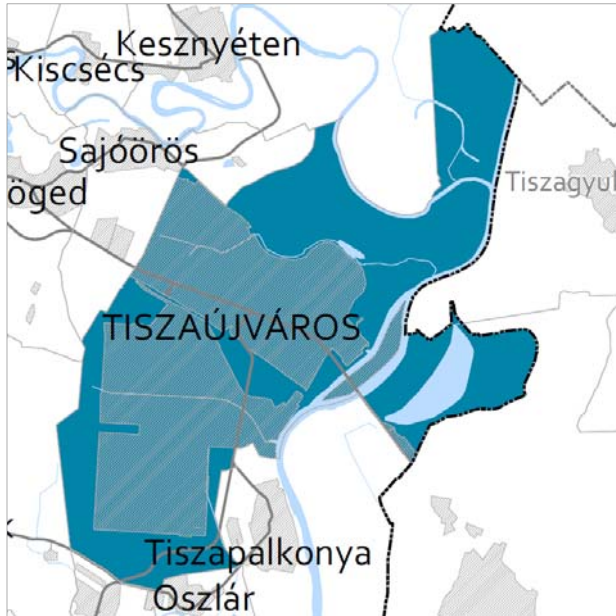 Kesznyéten
Kiscsécs
Sajóörös
öged
Tiszagyul
TISZAÚJVÁROS
Tiszapalkonya
Oszlár